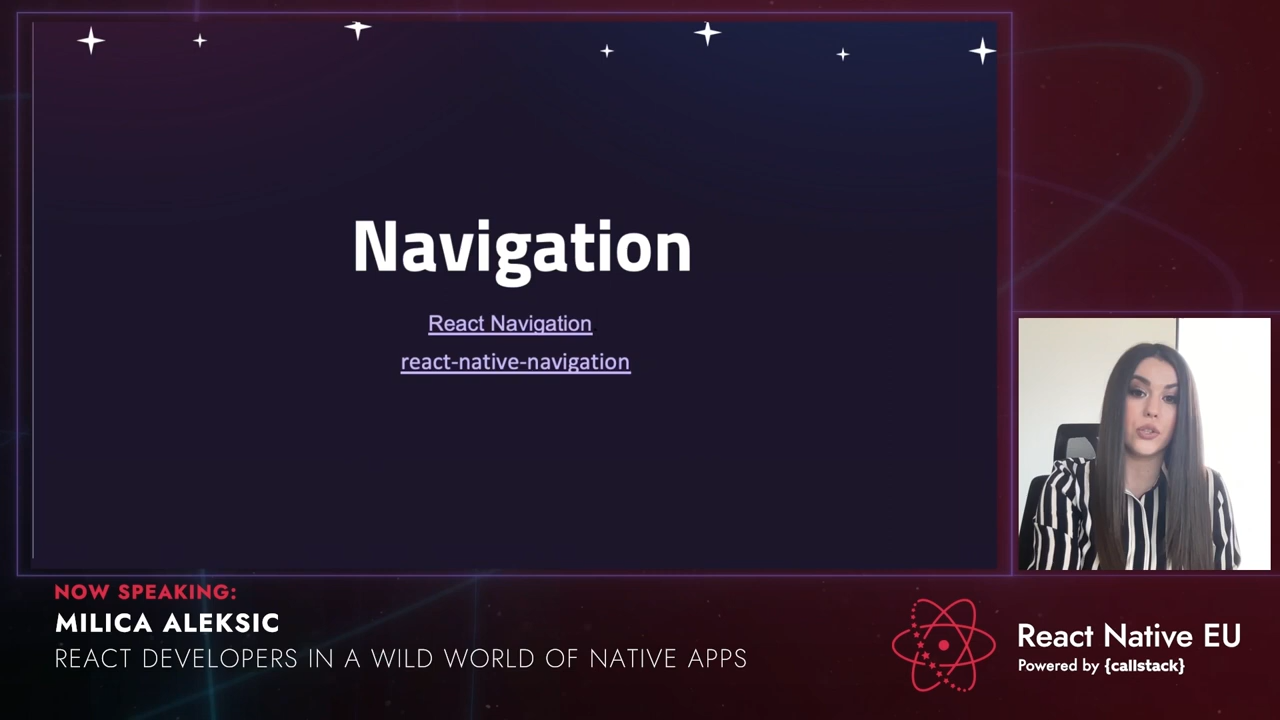 Navigation
React Navigation
react-native-navigation
NOW SPEAKING:
MILICA ALEKSIC
REACT DEVELOPERS IN A WILD WORLD OF NATIVE APPS
React Native EU
Powered by {callstack}